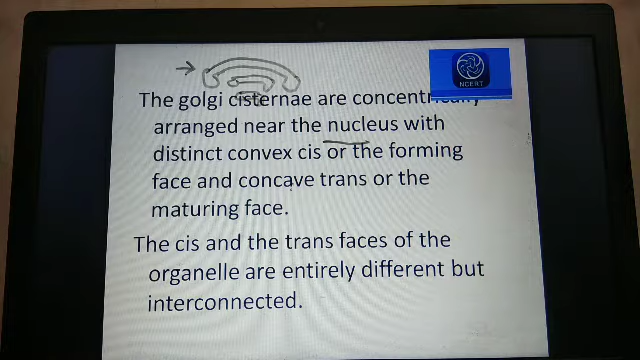 NCERT
The golgi cisternae are concentrically
arranged near the nucleus with
distinct convex cis or the forming
face and concave trans or the
maturing face.
The cis and the trans faces of the
organelle are entirely different but
interconnected.